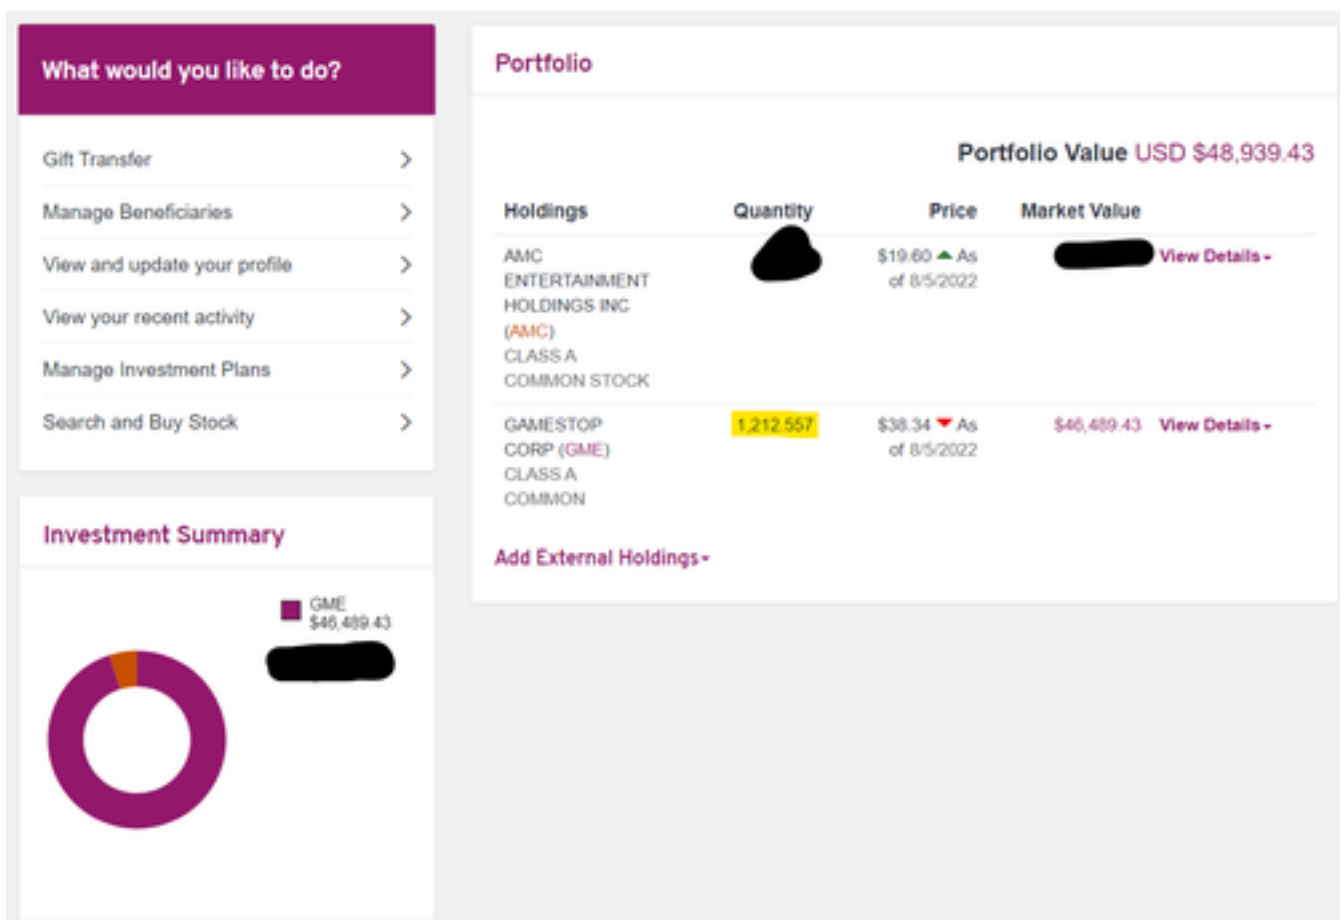 What would you like to do?
Gift Transfer
Manage Beneficiaries
View and update your profile
View your recent activity
Manage Investment Plans
Search and Buy Stock
Investment Summary
GME
$46,489.43
Portfolio
Portfolio Value USD $48,939.43
Holdings Quantity Price Market Value
AMC $19.60 As View Details
ENTERTAINMENT of 8/5/2022
HOLDINGS INC
(AMC)
CLASS A
COMMON STOCK
GAMESTOP 1,212.557 $38.34 As $46,489.43 View Details
CORP (GME) of 8/5/2022
CLASS A
COMMON
Add External Holdings